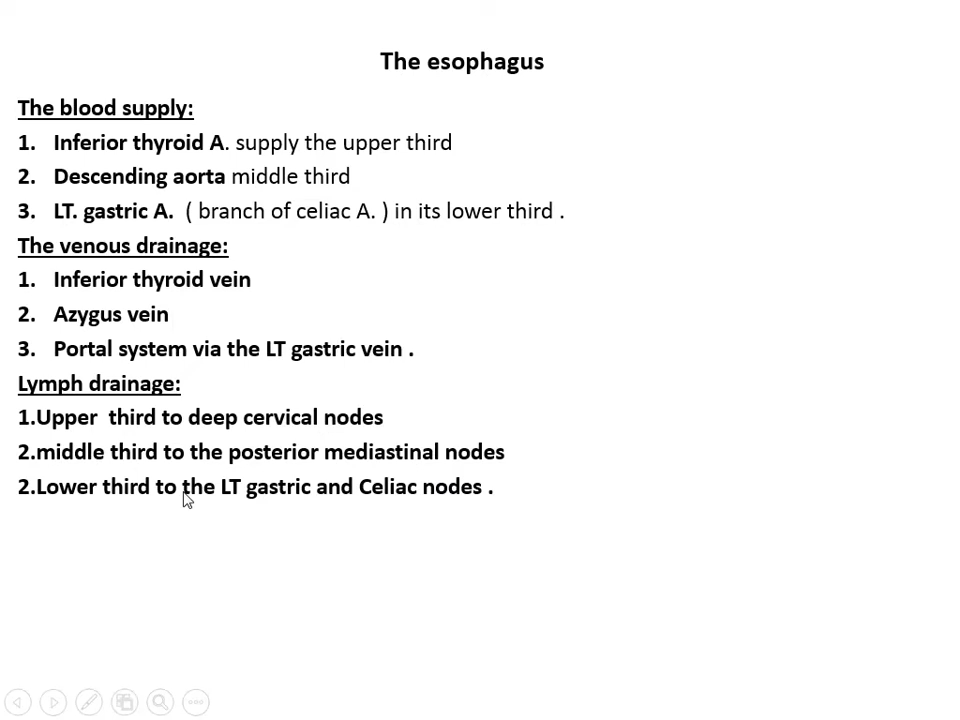 The esophagus
The blood supply:
1. Inferior thyroid A. supply the upper third
2. Descending aorta middle third
3. LT. gastric A. ( branch of celiac A. ) in its lower third .
The venous drainage:
1. Inferior thyroid vein
2. Azygus vein
3. Portal system via the LT gastric vein .
Lymph drainage:
1.Upper third to deep cervical nodes
2.middle third to the posterior mediastinal nodes
2.Lower third to the LT gastric and Celiac nodes .